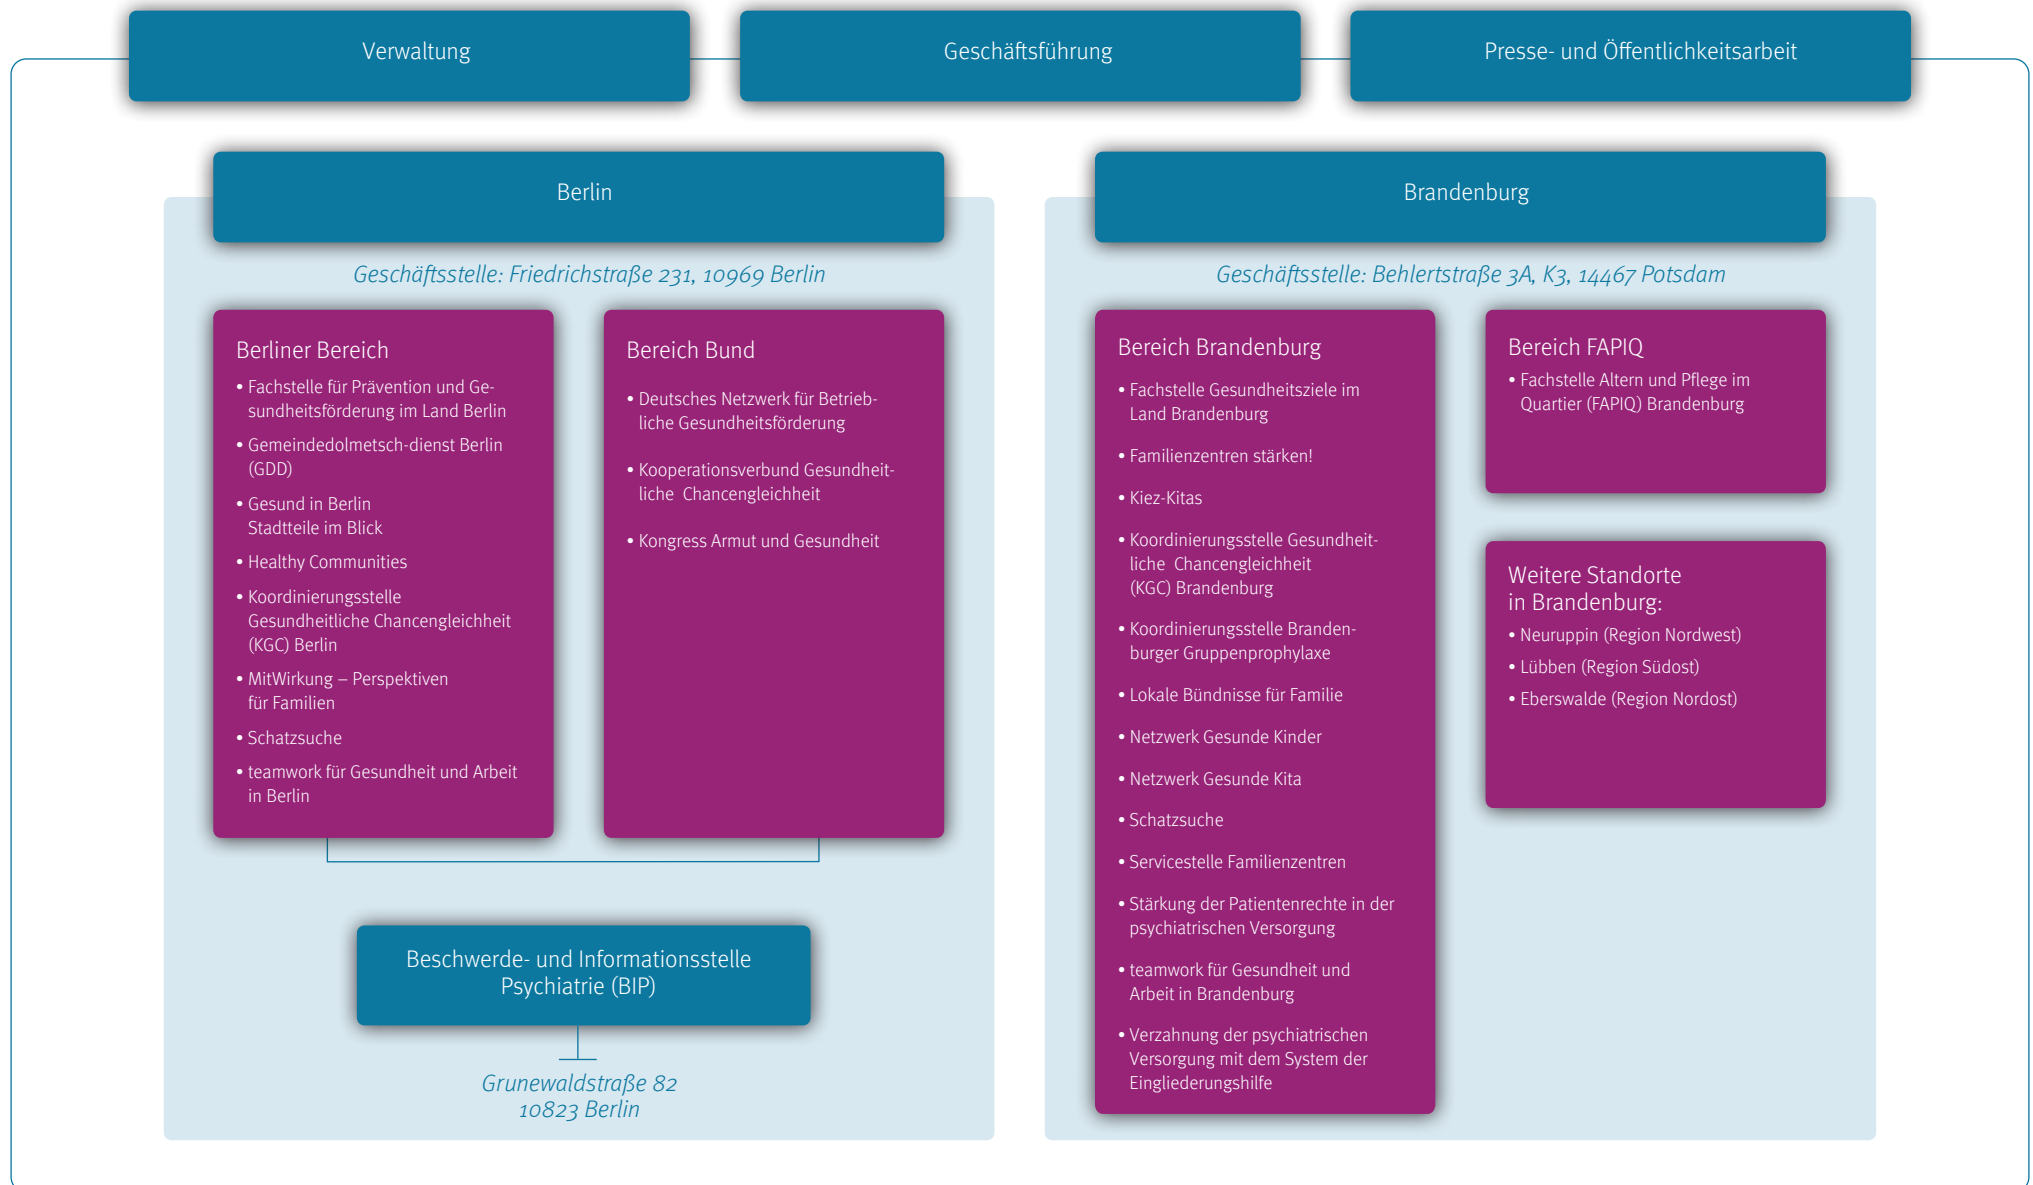 Verwaltung
Geschäftsführung
Presse- und Öffentlichkeitsarbeit
Berlin
Geschäftsstelle: Friedrichstraße 231, 10969 Berlin
Berliner Bereich
• Fachstelle für Prävention und Ge-
sundheitsförderung im Land Berlin
• Gemeindedolmetsch-dienst Berlin
(GDD)
• Gesund in Berlin
Stadtteile im Blick
• Healthy Communities
• Koordinierungsstelle
Gesundheitliche Chancengleichheit
(KGC) Berlin
• MitWirkung – Perspektiven
für Familien
• Schatzsuche
• teamwork für Gesundheit und Arbeit
in Berlin
Bereich Bund
• Deutsches Netzwerk für Betrieb-
liche Gesundheitsförderung
• Kooperationsverbund Gesundheit-
liche Chancengleichheit
• Kongress Armut und Gesundheit
Beschwerde- und Informationsstelle
Psychiatrie (BIP)
Grunewaldstraße 82
10823 Berlin
Brandenburg
Geschäftsstelle: Behlertstraße 3A, K3, 14467 Potsdam
Bereich Brandenburg
• Fachstelle Gesundheitsziele im
Land Brandenburg
• Familienzentren stärken!
• Kiez-Kitas
• Koordinierungsstelle Gesundheit-
liche Chancengleichheit
(KGC) Brandenburg
• Koordinierungsstelle Branden-
burger Gruppenprophylaxe
• Lokale Bündnisse für Familie
• Netzwerk Gesunde Kinder
• Netzwerk Gesunde Kita
• Schatzsuche
• Servicestelle Familienzentren
• Stärkung der Patientenrechte in der
psychiatrischen Versorgung
• teamwork für Gesundheit und
Arbeit in Brandenburg
• Verzahnung der psychiatrischen
Versorgung mit dem System der
Eingliederungshilfe
Bereich FAPIQ
• Fachstelle Altern und Pflege im
Quartier (FAPIQ) Brandenburg
Weitere Standorte
in Brandenburg:
• Neuruppin (Region Nordwest)
• Lübben (Region Südost)
• Eberswalde (Region Nordost)